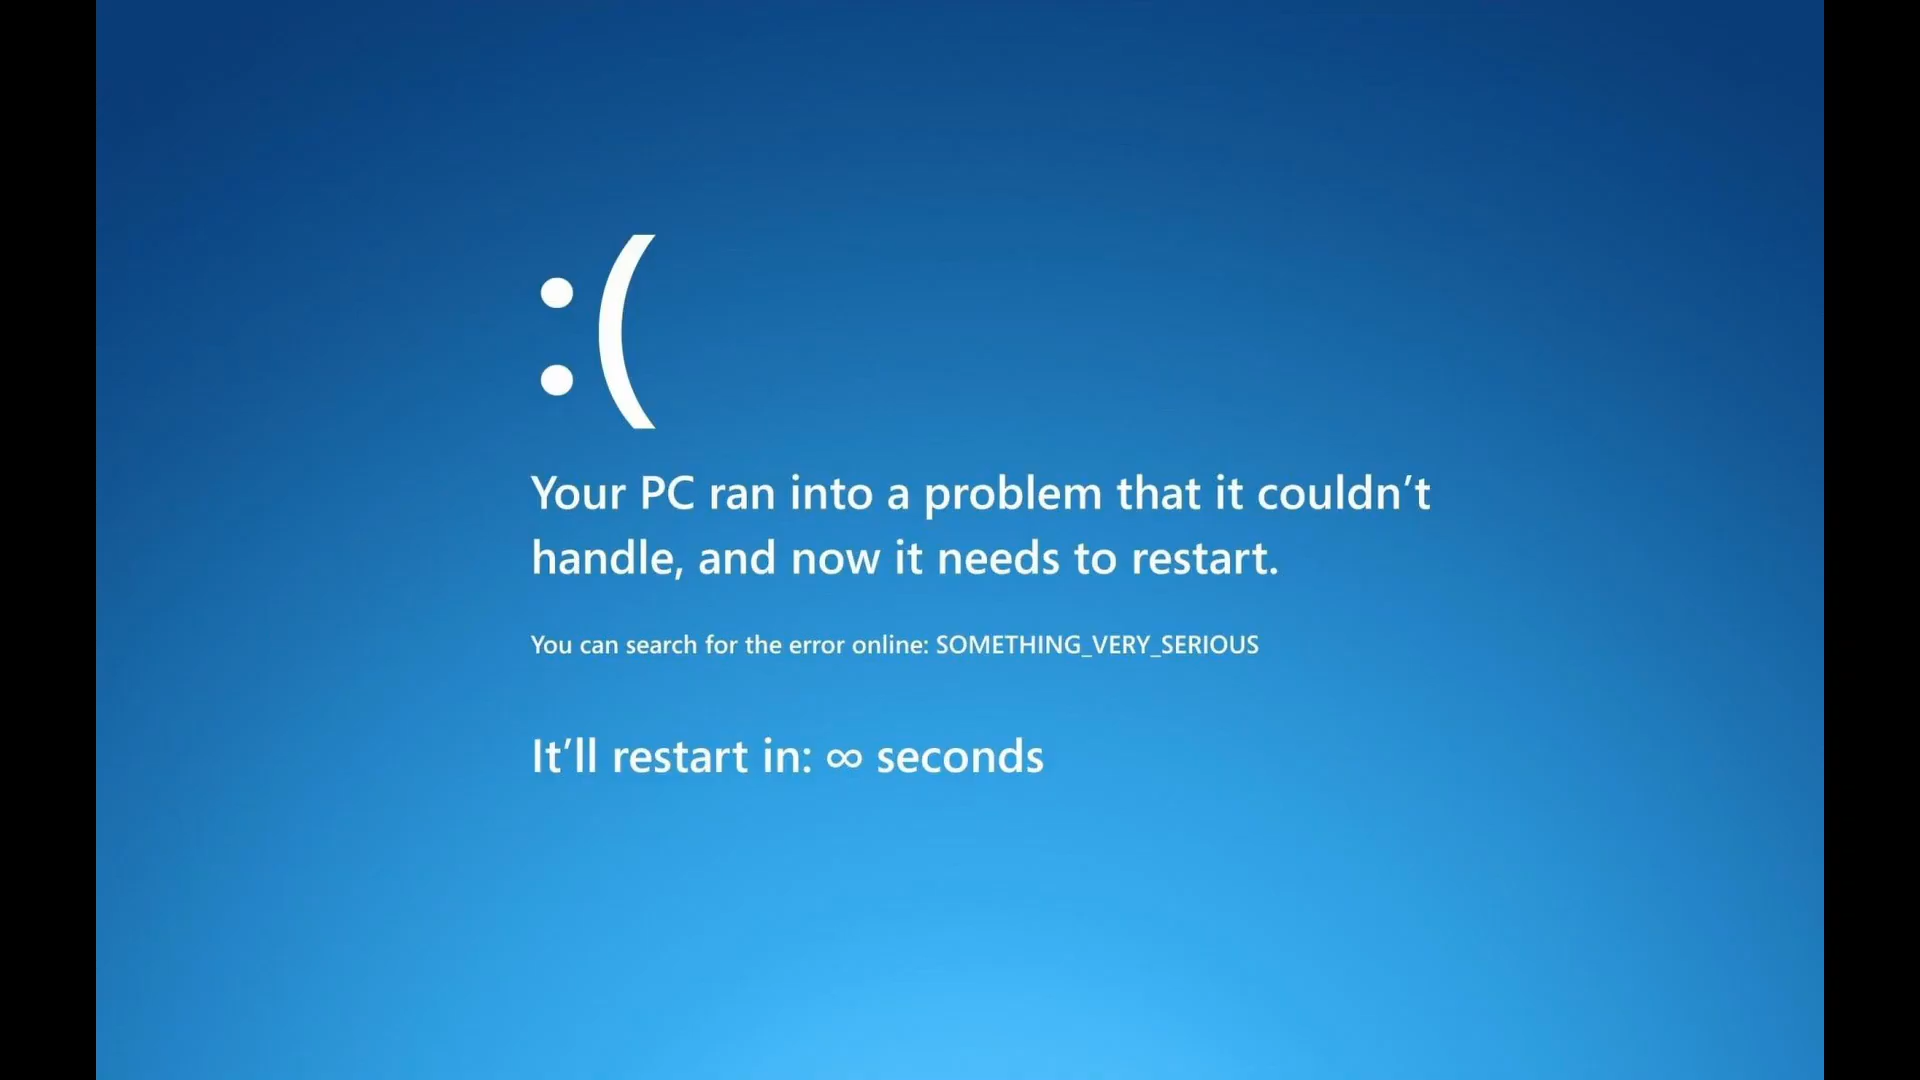 :(
Your PC ran into a problem that it couldn’t
handle, and now it needs to restart.
You can search for the error online: SOMETHING_VERY_SERIOUS
It’ll restart in: ∞ seconds